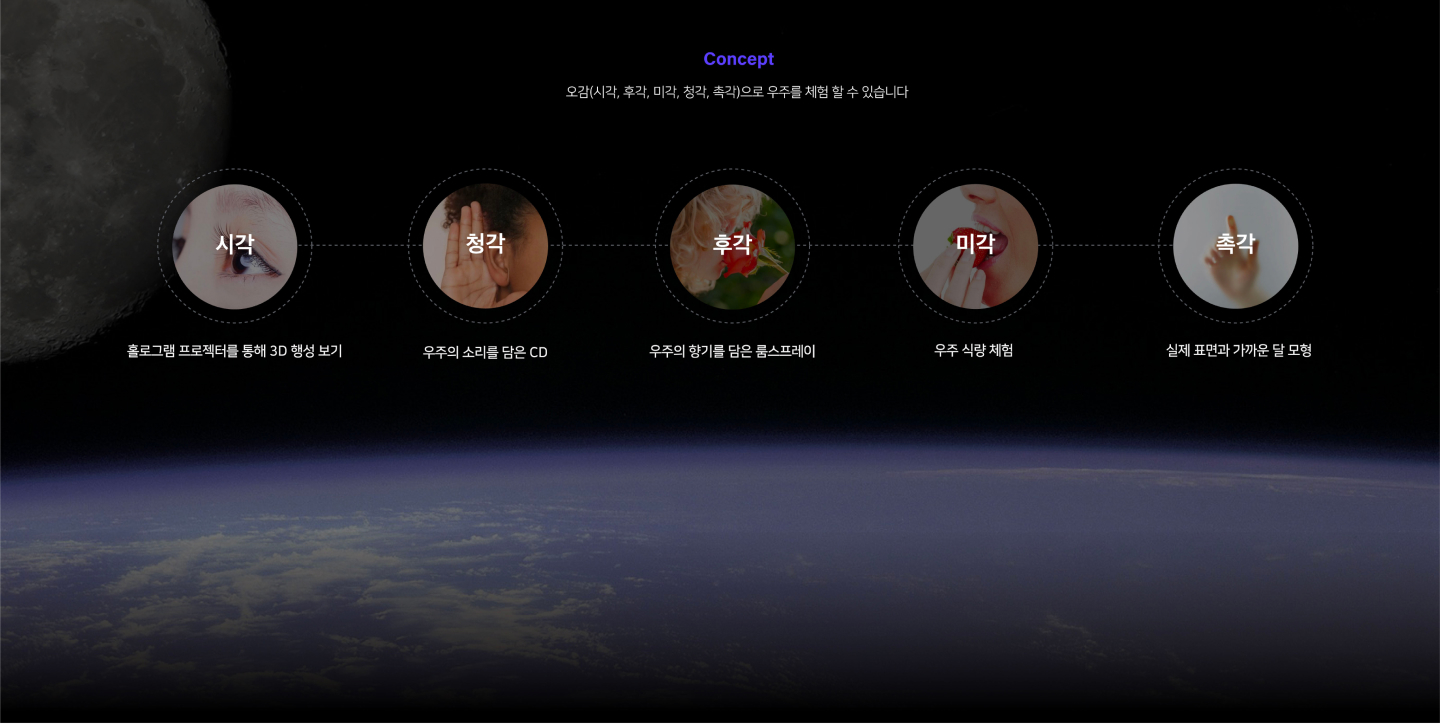 Concept
오감(시각, 후각, 미각, 청각, 촉각)으로 우주를 체험 할 수 있습니다
시각
청각
후각
미각
촉각
홀로그램 프로젝터를 통해 3D 행성 보기
우주의 소리를 담은 CD
우주의 향기를 담은 룸스프레이
우주 식량 체험
실제 표면과 가까운 달 모형